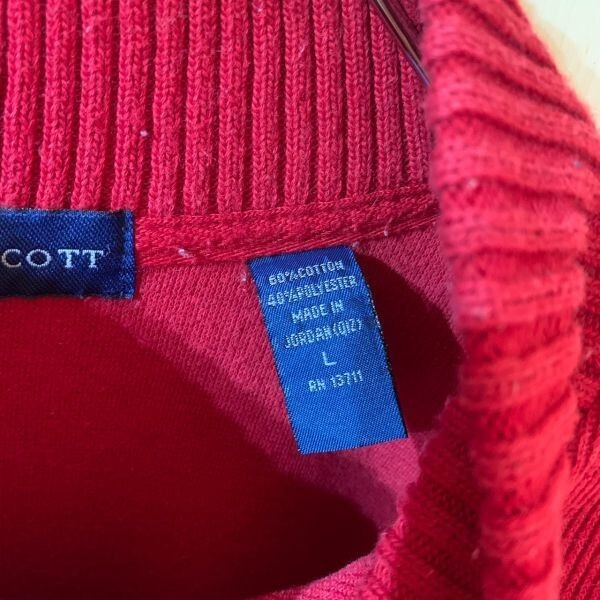 COTT
60%COTTON
40%POLYESTER
MADE IN
JORDAN(QIZ)
L
RN 13711